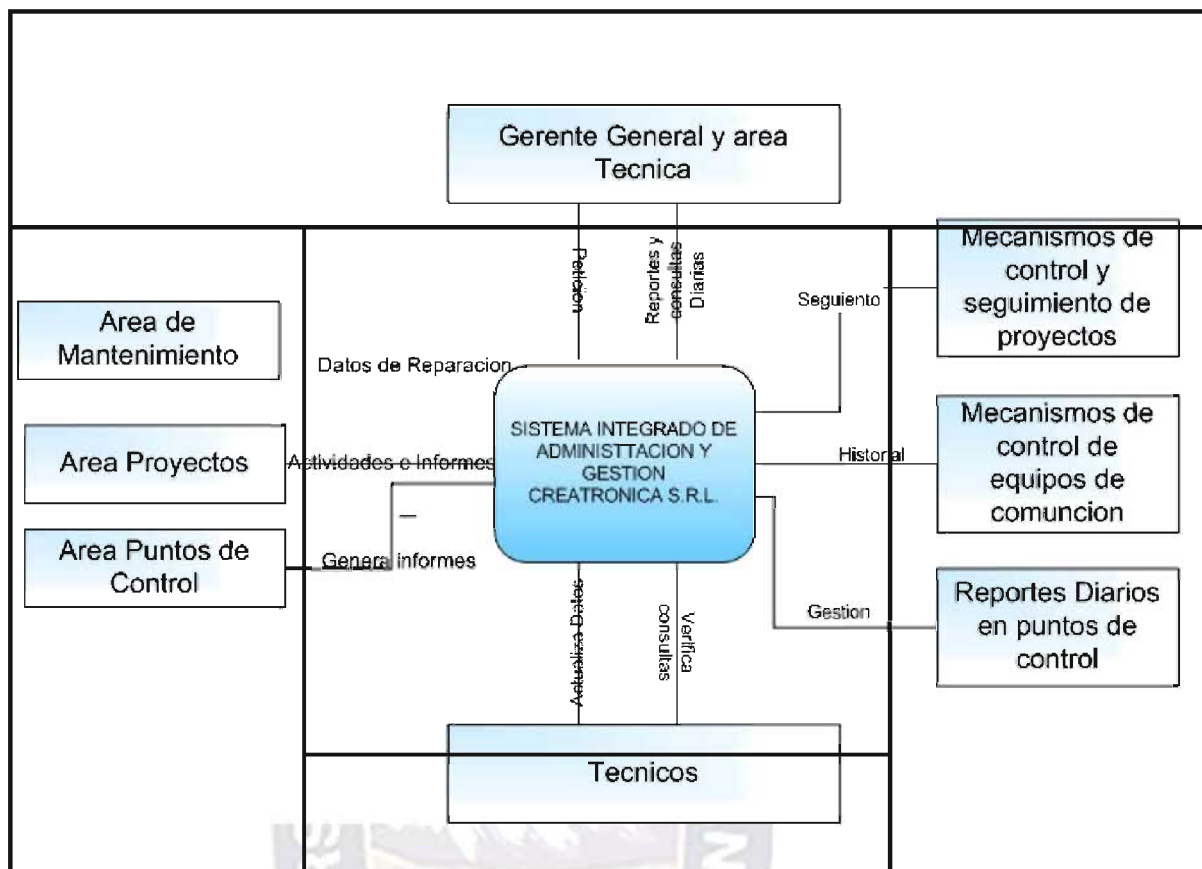 Gerente General y area
Tecnica
Peticion
Reportes y
consultas
Diarias
Mecanismos de
control y
seguimiento de
proyectos
Seguiento
Area de
Mantenimiento
Datos de Reparacion
SISTEMA INTEGRADO DE
ADMINISTTACION Y
GESTION
CREATRONICA S.R.L.
Area Proyectos
Actividades e Informes
Historial
Mecanismos de
control de
equipos de
comuncion
Area Puntos de
Control
Genera informes
Actualiza Datos
Verifica
consultas
Gestion
Reportes Diarios
en puntos de
control
Tecnicos